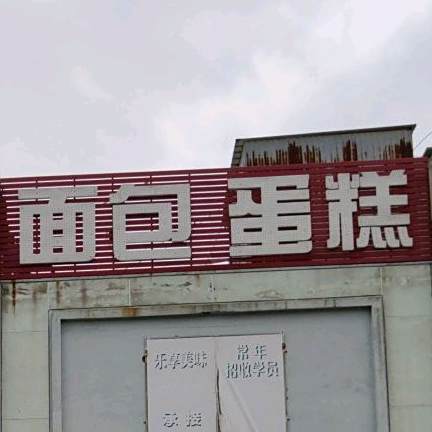 面包 蛋糕
乐享美味
承接
常年
招收学员